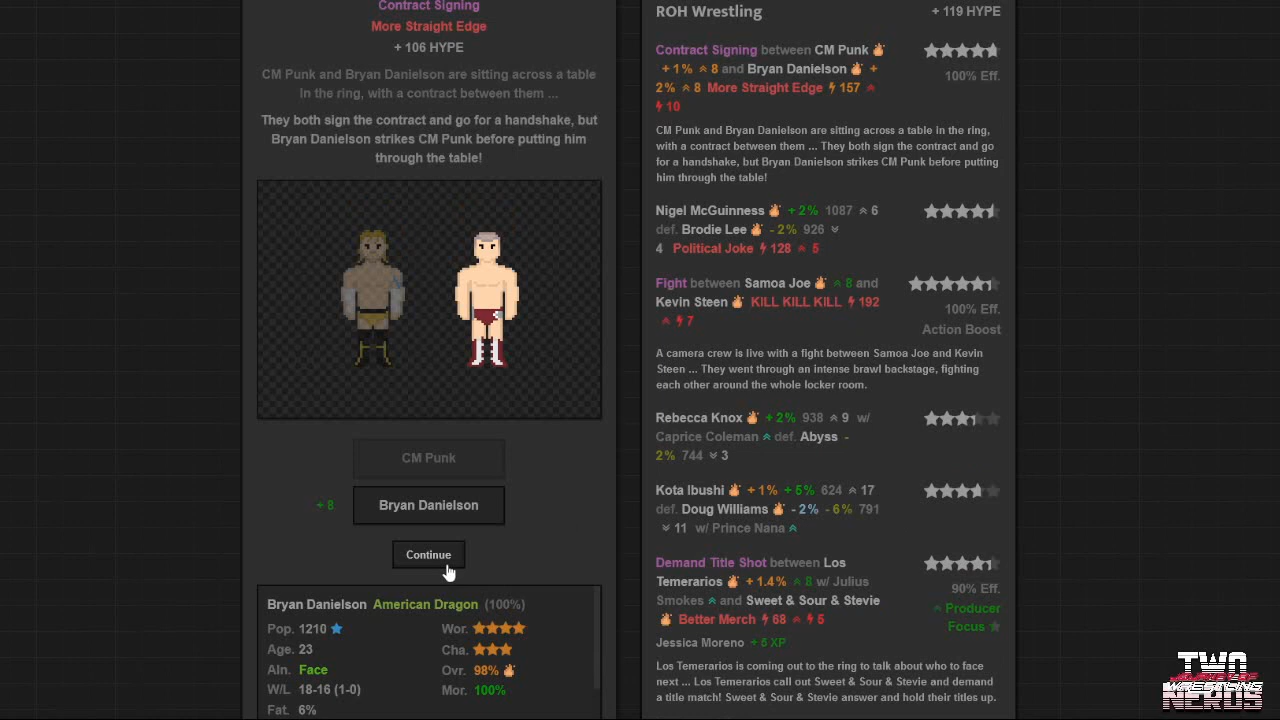 Contract Signing
More Straight Edge
+ 106 HYPE
CM Punk and Bryan Danielson are sitting across a table
In the ring, with a contract between them ...
They both sign the contract and go for a handshake, but
Bryan Danielson strikes CM Punk before putting him
through the table!
CM Punk
+ 8 Bryan Danielson
Continue
Bryan Danielson American Dragon (100%)
Pop. 1210 Wor.
Age. 23 Cha.
Aln. Face Ovr. 98%
W/L 18-16 (1-0) Mor. 100%
Fat. 6%
ROH Wrestling + 119 HYPE
Contract Signing between CM Punk
+ 1% 8 and Bryan Danielson +
2% 8 More Straight Edge 157
10
100% Eff.
CM Punk and Bryan Danielson are sitting across a table in the ring,
with a contract between them ... They both sign the contract and go
for a handshake, but Bryan Danielson strikes CM Punk before putting
him through the table!
Nigel McGuinness + 2% 1087 6
def. Brodie Lee - 2% 926
4 Political Joke 128 5
Fight between Samoa Joe 8 and
Kevin Steen KILL KILL KILL 192
7
100% Eff.
Action Boost
A camera crew is live with a fight between Samoa Joe and Kevin
Steen ... They went through an intense brawl backstage, fighting
each other around the whole locker room.
Rebecca Knox + 2% 938 9 w/
Caprice Coleman def. Abyss -
2% 744 3
Kota Ibushi + 1% + 5% 624 17
def. Doug Williams - 2% - 6% 791
11 w/ Prince Nana
Demand Title Shot between Los
Temerarios + 1.4% 8 w/ Julius
Smokes and Sweet & Sour & Stevie
Better Merch 68 5
90% Eff.
Producer
Focus
Jessica Moreno + 5 XP
Los Temerarios is coming out to the ring to talk about who to face
next ... Los Temerarios call out Sweet & Sour & Stevie and demand
a title match! Sweet & Sour & Stevie answer and hold their titles up.
TWO
WRESTLING
NERDS